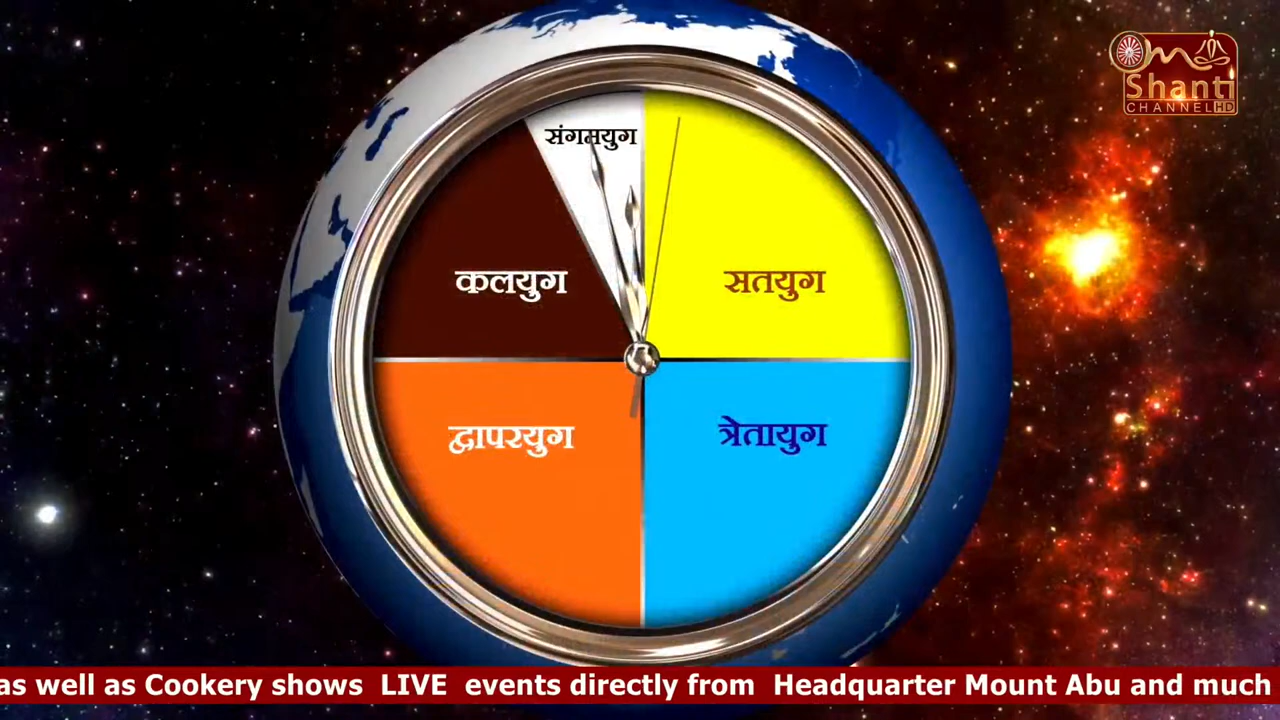 Om
Shanti
CHANNEL HD
संगमयुग
कलयुग
सतयुग
द्वापरयुग
त्रेतायुग
as well as Cookery shows LIVE events directly from Headquarter Mount Abu and much